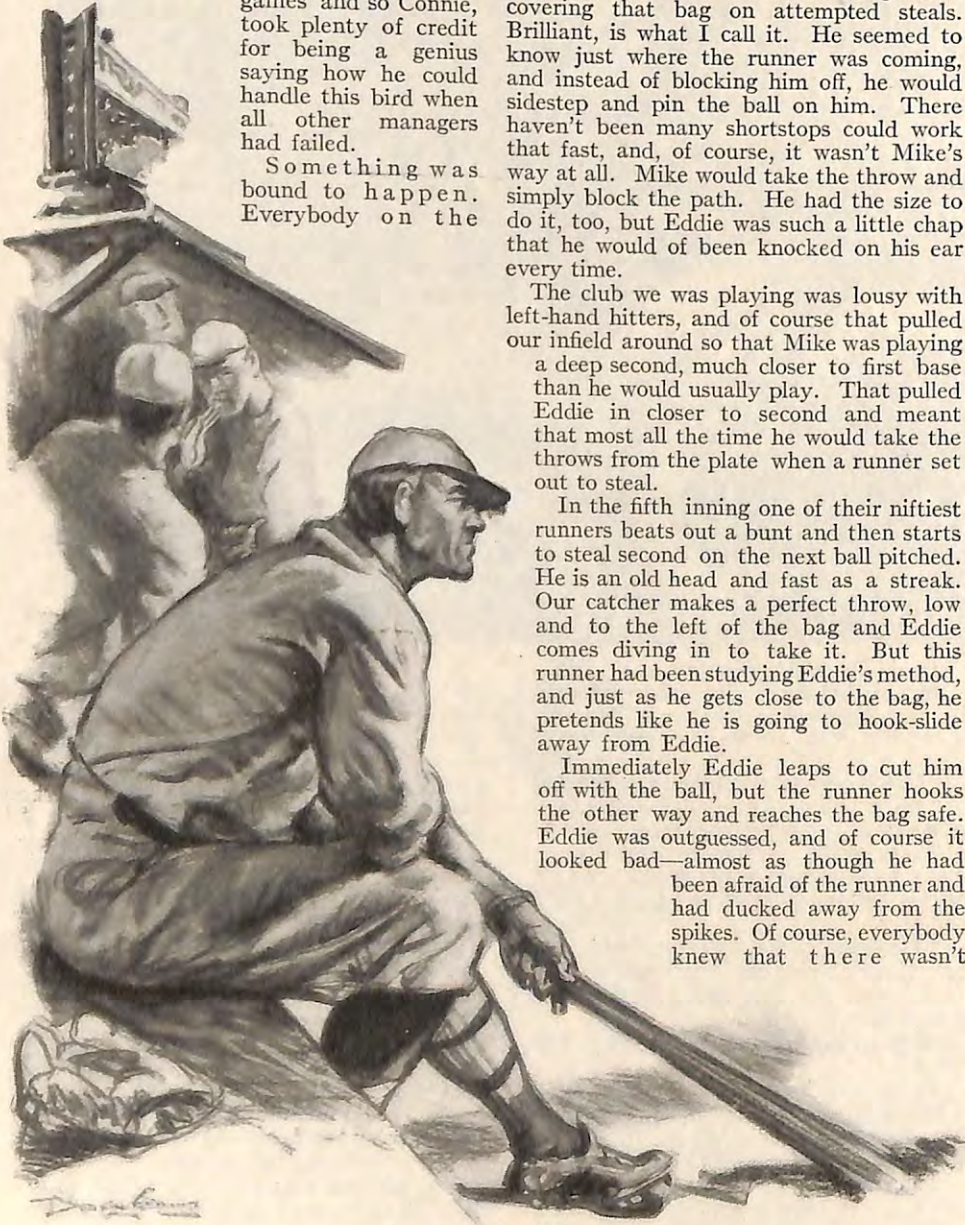 games and so Connie,
took plenty of credit
for being a genius
saying how he could
handle this bird when
all other managers
had failed.
Something was
bound to happen.
Everybody on the
covering that bag on attempted steals.
Brilliant, is what I call it. He seemed to
know just where the runner was coming,
and instead of blocking him off, he would
sidestep and pin the ball on him. There
haven't been many shortstops could work
that fast, and, of course, it wasn't Mike's
way at all. Mike would take the throw and
simply block the path. He had the size to
do it, too, but Eddie was such a little chap
that he would of been knocked on his ear
every time.
The club we was playing was lousy with
left-hand hitters, and of course that pulled
our infield around so that Mike was playing
a deep second, much closer to first base
than he would usually play. That pulled
Eddie in closer to second and meant
that most all the time he would take the
throws from the plate when a runner set
out to steal.
In the fifth inning one of their niftiest
runners beats out a bunt and then starts
to steal second on the next ball pitched.
He is an old head and fast as a streak.
Our catcher makes a perfect throw, low
and to the left of the bag and Eddie
comes diving in to take it. But this
runner had been studying Eddie's method,
and just as he gets close to the bag, he
pretends like he is going to hook-slide
away from Eddie.
Immediately Eddie leaps to cut him
off with the ball, but the runner hooks
the other way and reaches the bag safe.
Eddie was outguessed, and of course it
looked bad—almost as though he had
been afraid of the runner and
had ducked away from the
spikes. Of course, everybody
knew that there wasn't